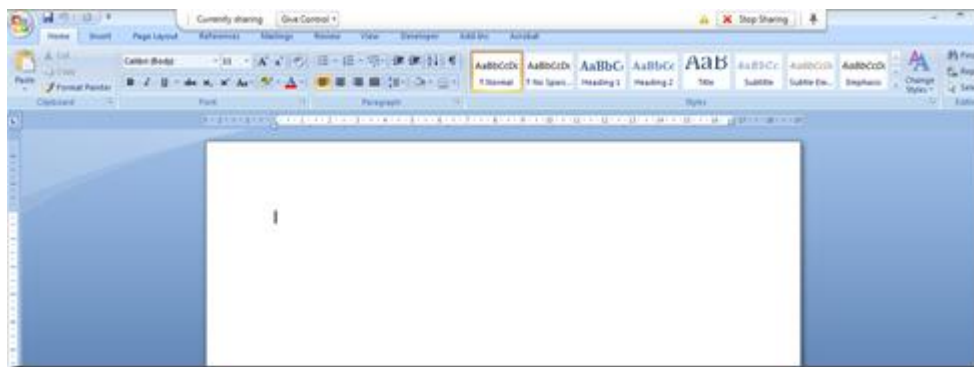 Currently sharing Give Control Stop Sharing
Home Insert Page Layout References Mailings Review View Developer Add-Ins Acrobat
Cut
Copy
Format Painter
Paste
Calibri (Body) 11
AaBbCcDc AaBbCcDc AaBbC AaBbCc AaB AaBbCc AaBbCcDc AaBbCcDc
¶ Normal ¶ No Spaci... Heading 1 Heading 2 Title Subtitle Subtle Em... Emphasis
Change Styles
Clipboard Font Paragraph Styles